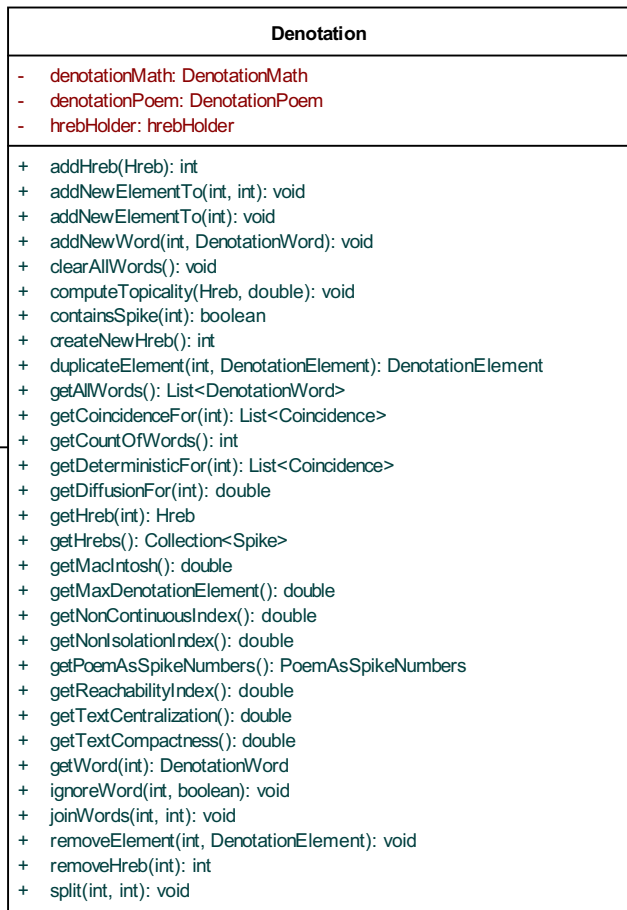 Denotation
- denotationMath: DenotationMath
- denotationPoem: DenotationPoem
- hrebHolder: hrebHolder
+ addHreb(Hreb): int
+ addNewElementTo(int, int): void
+ addNewElementTo(int): void
+ addNewWord(int, DenotationWord): void
+ clearAllWords(): void
+ computeTopicality(Hreb, double): void
+ containsSpike(int): boolean
+ createNewHreb(): int
+ duplicateElement(int, DenotationElement): DenotationElement
+ getAllWords(): List<DenotationWord>
+ getCoincidenceFor(int): List<Coincidence>
+ getCountOfWords(): int
+ getDeterministicFor(int): List<Coincidence>
+ getDiffusionFor(int): double
+ getHreb(int): Hreb
+ getHrebs(): Collection<Spike>
+ getMacIntosh(): double
+ getMaxDenotationElement(): double
+ getNonContinuousIndex(): double
+ getNonIsolationIndex(): double
+ getPoemAsSpikeNumbers(): PoemAsSpikeNumbers
+ getReachabilityIndex(): double
+ getTextCentralization(): double
+ getTextCompactness(): double
+ getWord(int): DenotationWord
+ ignoreWord(int, boolean): void
+ joinWords(int, int): void
+ removeElement(int, DenotationElement): void
+ removeHreb(int): int
+ split(int, int): void